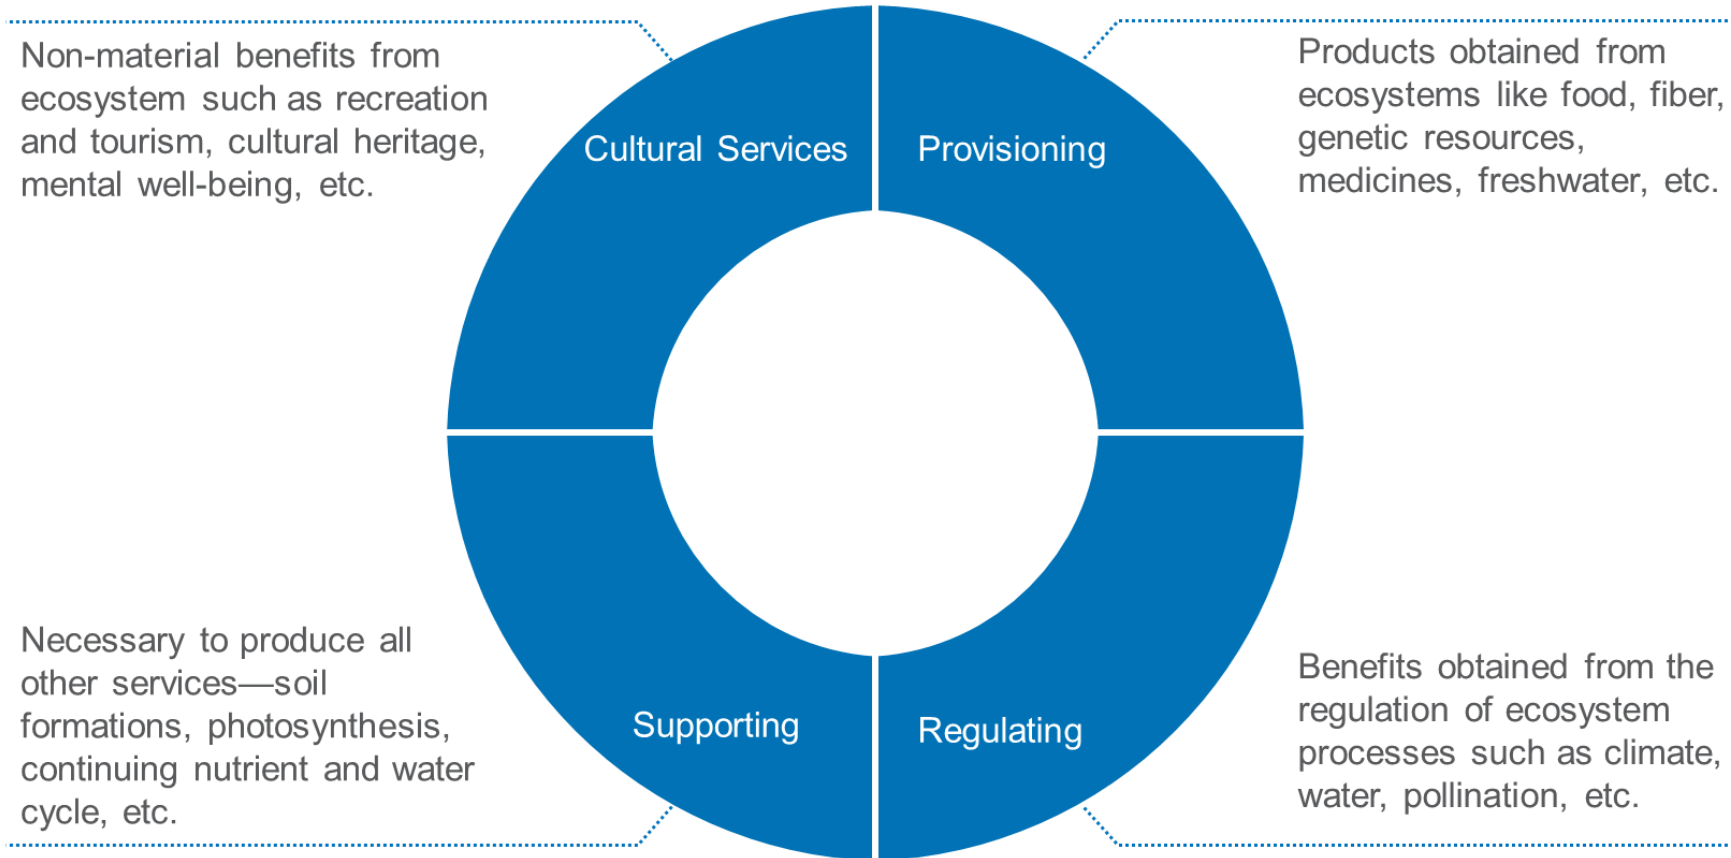 Non-material benefits from
ecosystem such as recreation
and tourism, cultural heritage,
mental well-being, etc.
Cultural Services
Provisioning
Products obtained from
ecosystems like food, fiber,
genetic resources,
medicines, freshwater, etc.
Necessary to produce all
other services—soil
formations, photosynthesis,
continuing nutrient and water
cycle, etc.
Supporting
Regulating
Benefits obtained from the
regulation of ecosystem
processes such as climate,
water, pollination, etc.